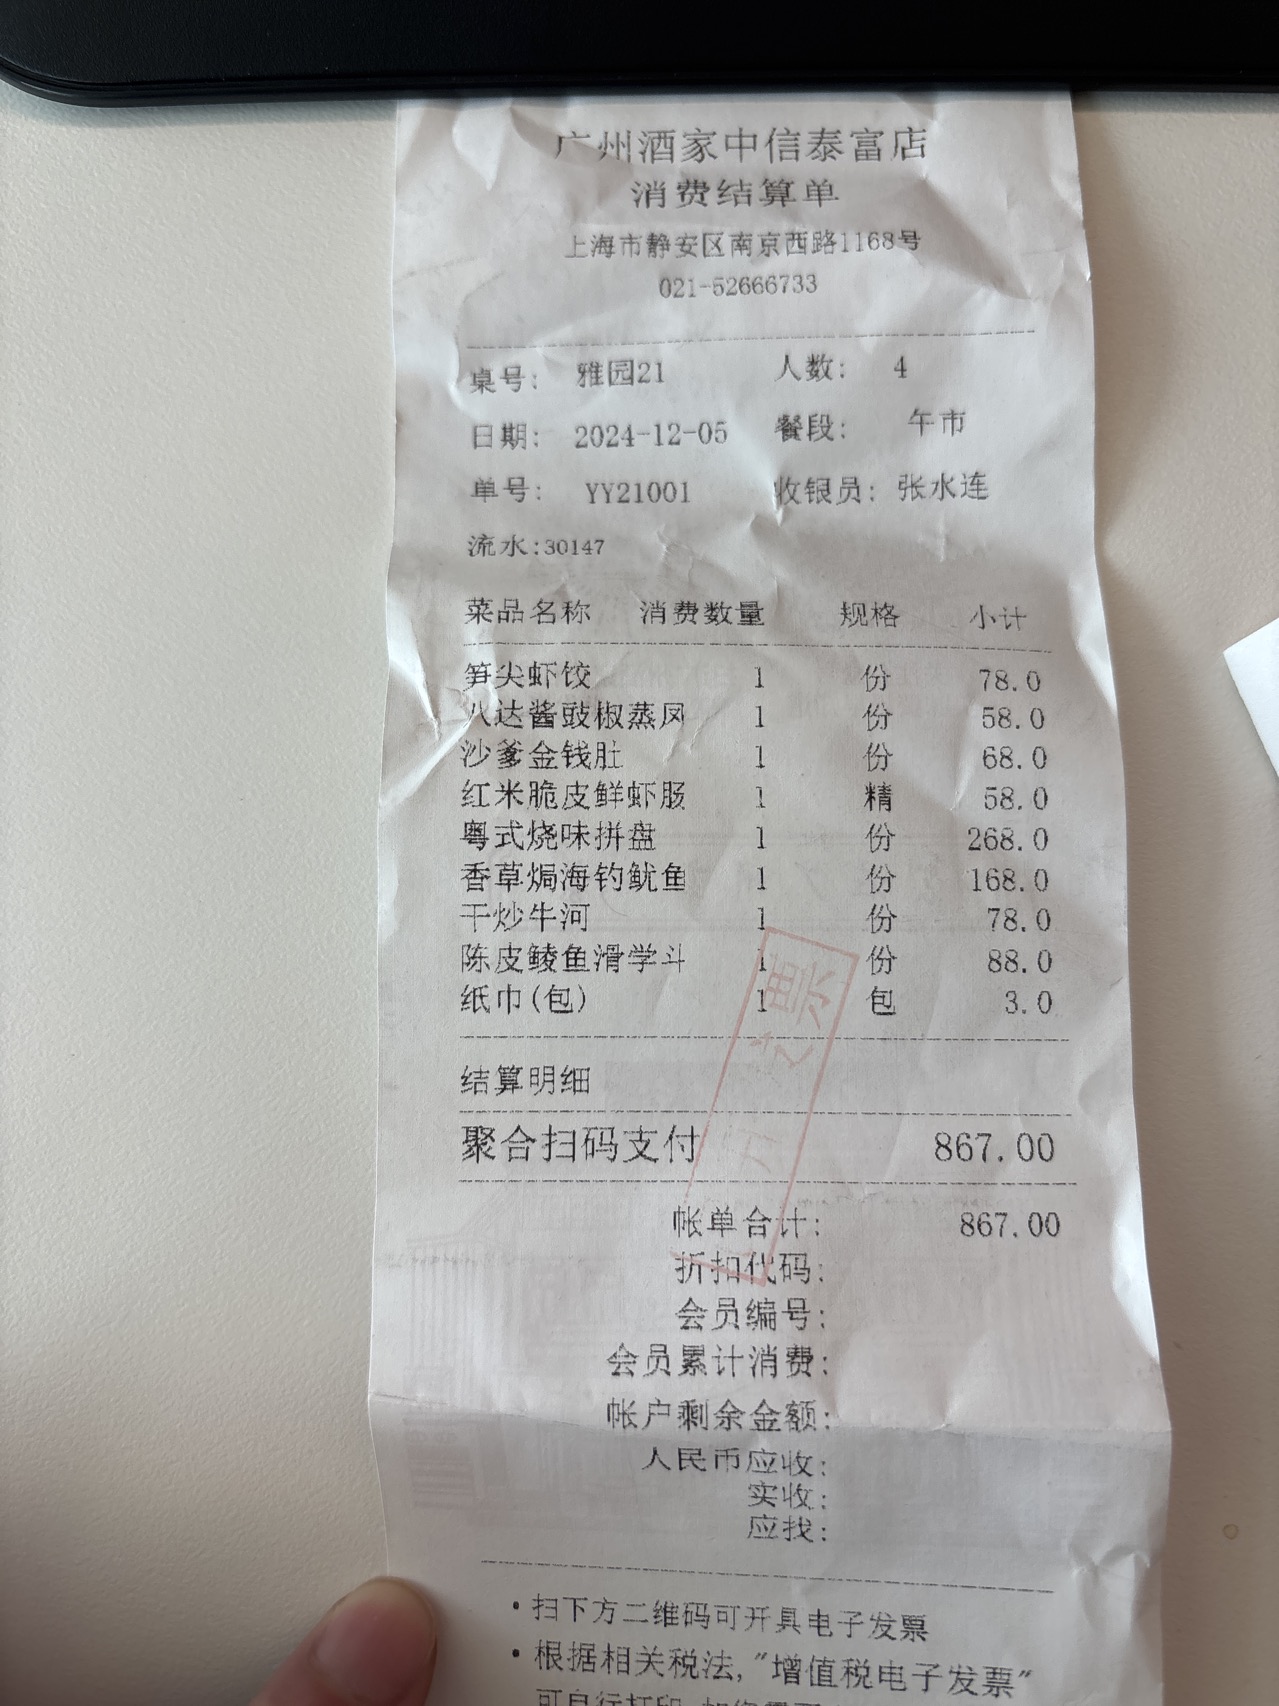 广州酒家中信泰富店
消费结算单
上海市静安区南京西路1168号
021-52666733
桌号: 雅园21 人数: 4
日期: 2024-12-05 餐段: 午市
单号: YY21001 收银员: 张水连
流水:30147
菜品名称 消费数量 规格 小计
笋尖虾饺 1 份 78.0
八达酱豉椒蒸凤 1 份 58.0
沙爹金钱肚 1 份 68.0
红米脆皮鲜虾肠 1 精 58.0
粤式烧味拼盘 1 份 268.0
香草焗海钓鱿鱼 1 份 168.0
干炒牛河 1 份 78.0
陈皮鲮鱼滑学斗 1 份 88.0
纸巾(包) 1 包 3.0
结算明细
聚合扫码支付 867.00
帐单合计: 867.00
折扣代码:
会员编号:
会员累计消费:
帐户剩余金额:
人民币应收:
实收:
应找:
·扫下方二维码可开具电子发票
·根据相关税法,"增值税电子发票"
可自行打印